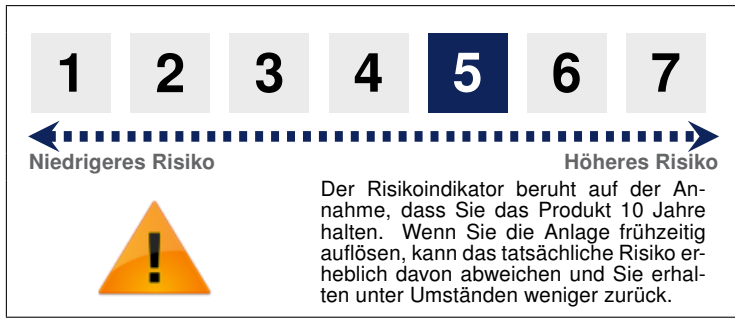 1 2 3 4 5 6 7
Niedrigeres Risiko Höheres Risiko
!
Der Risikoindikator beruht auf der An-
nahme, dass Sie das Produkt 10 Jahre
halten. Wenn Sie die Anlage frühzeitig
auflösen, kann das tatsächliche Risiko er-
heblich davon abweichen und Sie erhal-
ten unter Umständen weniger zurück.